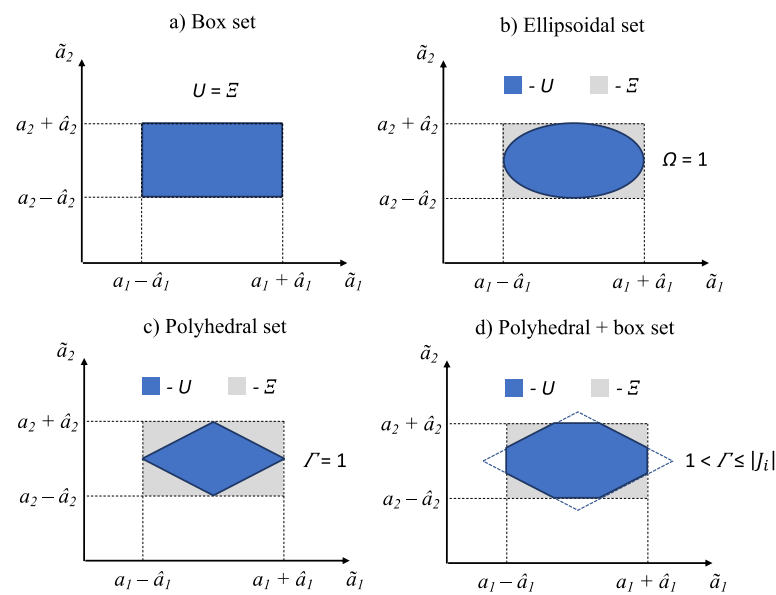 a) Box set
ã₂
U = Ξ
a₂ + â₂
a₂ – â₂
a₁ – â₁
a₁ + â₁
ã₁
b) Ellipsoidal set
ã₂
- U
- Ξ
a₂ + â₂
Ω = 1
a₂ – â₂
a₁ – â₁
a₁ + â₁
ã₁
c) Polyhedral set
ã₂
- U
- Ξ
a₂ + â₂
Γ = 1
a₂ – â₂
a₁ – â₁
a₁ + â₁
ã₁
d) Polyhedral + box set
ã₂
- U
- Ξ
a₂ + â₂
1 < Γ ≤ |Jᵢ|
a₂ – â₂
a₁ – â₁
a₁ + â₁
ã₁